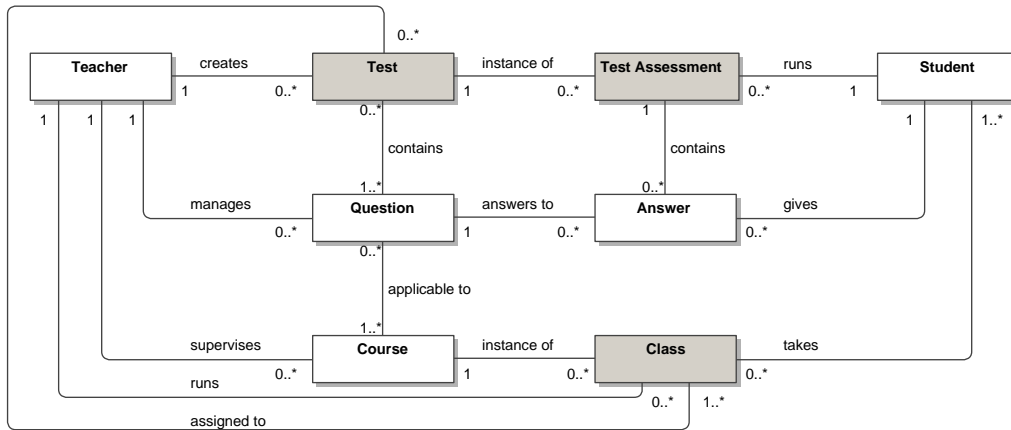 0..*
Teacher
creates
Test
instance of
Test Assessment
runs
Student
1
0..*
1
0..*
0..*
1
1
1
1
0..*
1
1
1..*
contains
contains
1..*
0..*
manages
Question
answers to
Answer
gives
0..*
1
0..*
0..*
0..*
applicable to
1..*
supervises
Course
instance of
Class
takes
0..*
1
0..*
0..*
runs
0..*
1..*
assigned to